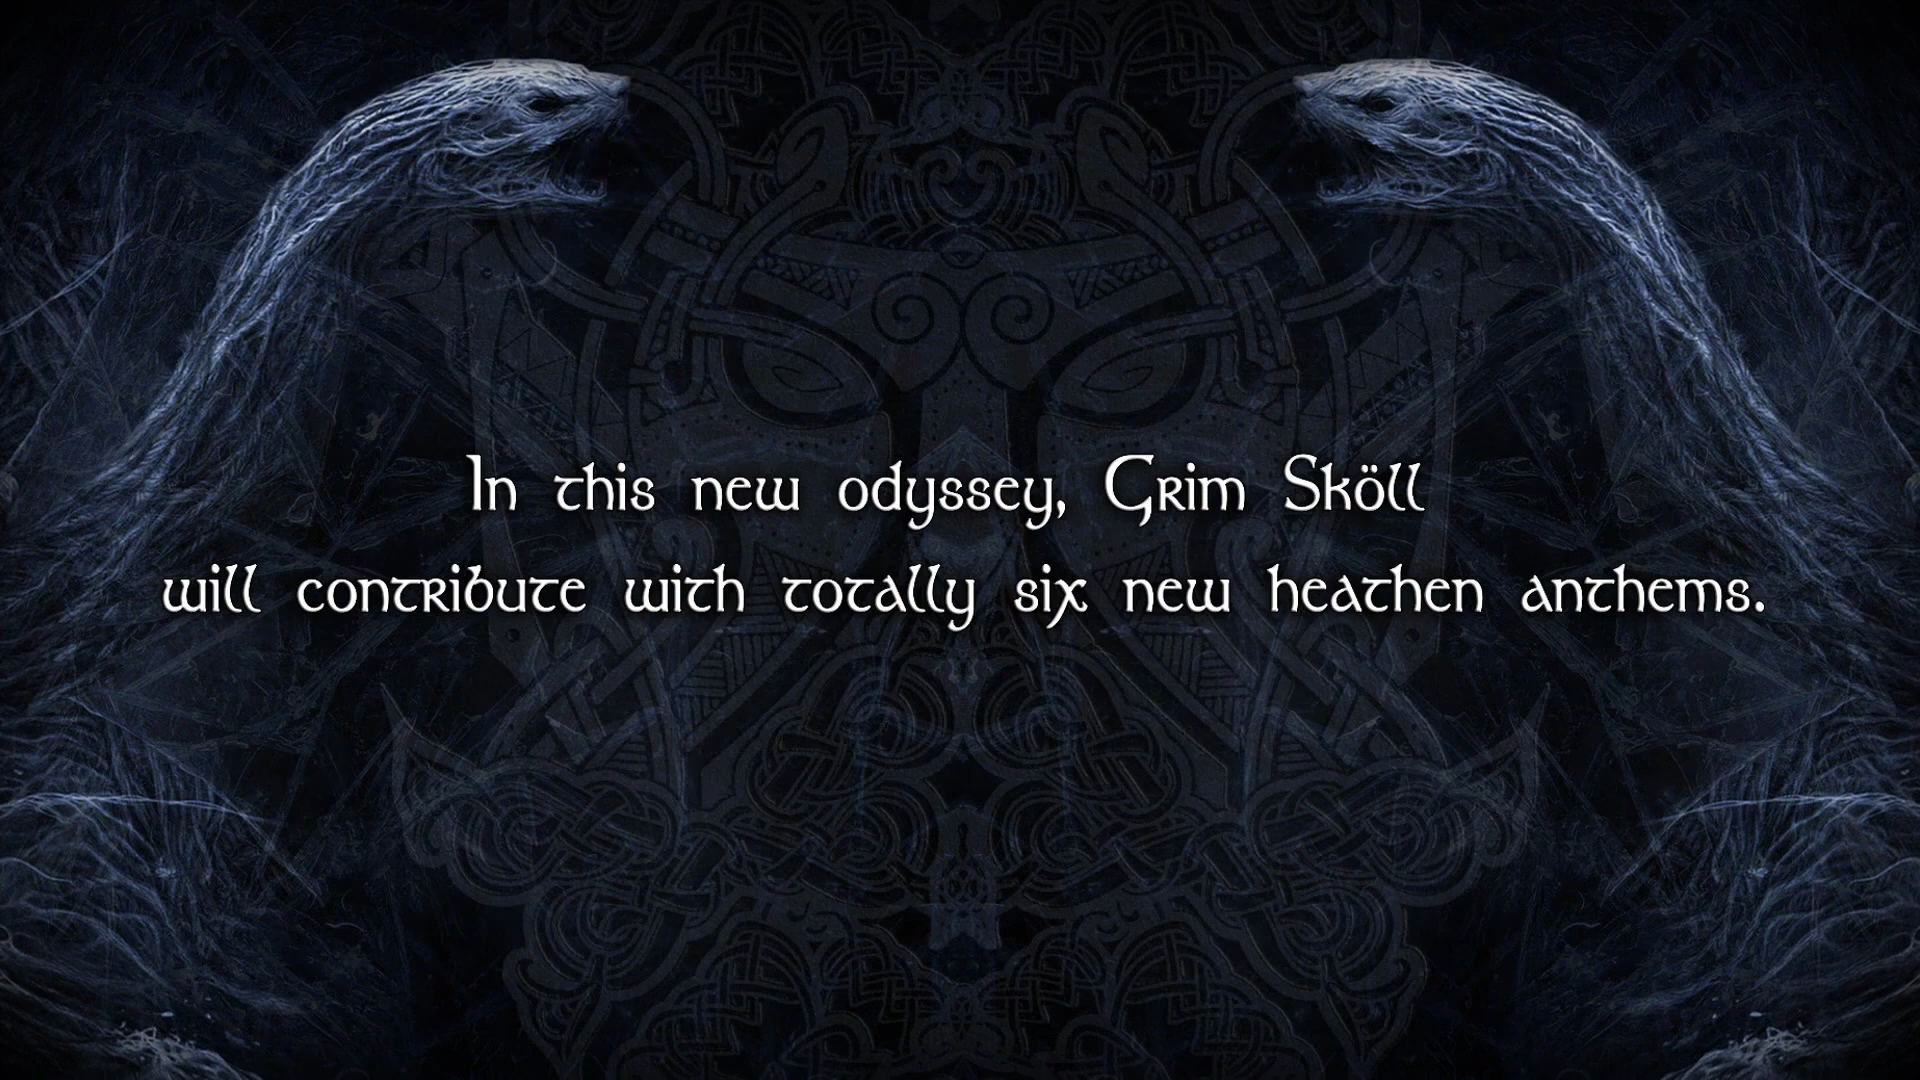 In this new odyssey, Grim Sköll
will contribute with totally six new heathen anthems.